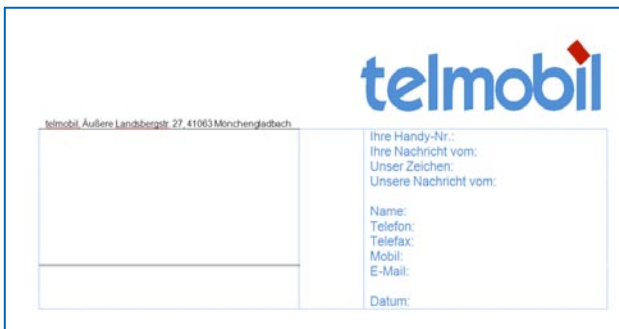 telmobil
telmobil, Äußere Landsbergstr. 27, 41063 Mönchengladbach
Ihre Handy-Nr.:
Ihre Nachricht vom:
Unser Zeichen:
Unsere Nachricht vom:
Name:
Telefon:
Telefax:
Mobil:
E-Mail:
Datum: